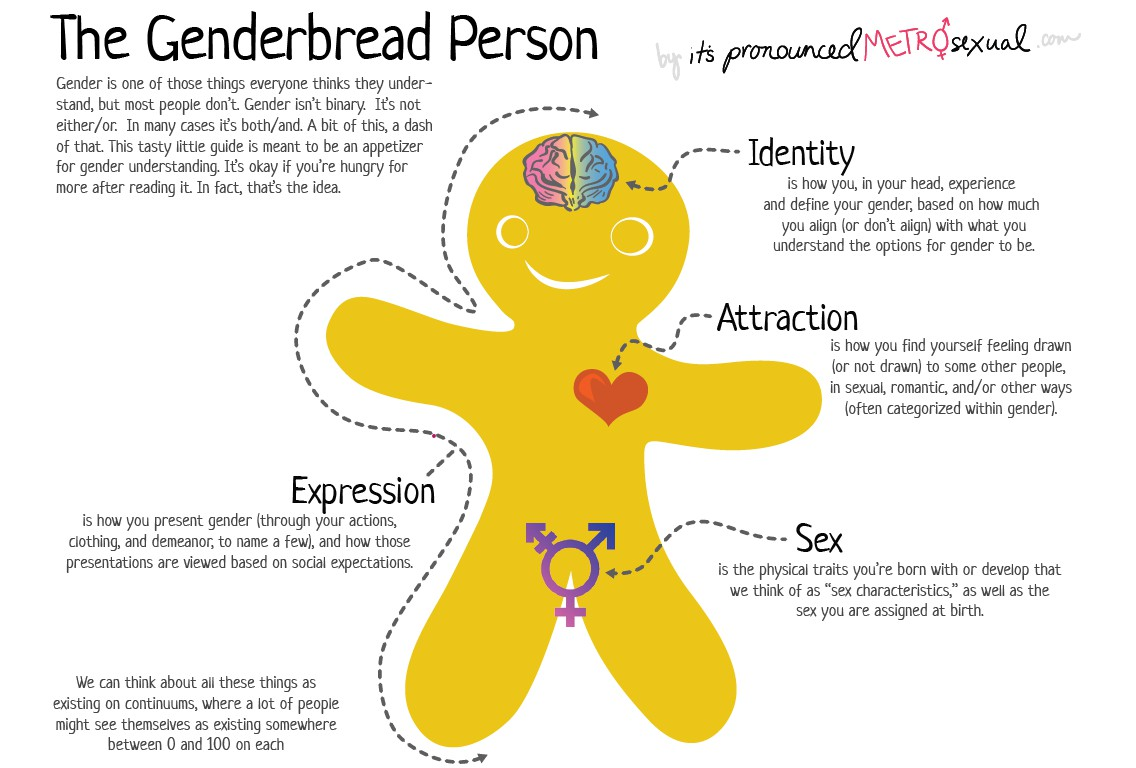 The Genderbread Person
by it's pronounced METROsexual .com
Gender is one of those things everyone thinks they under-
stand, but most people don't. Gender isn't binary. It's not
either/or. In many cases it's both/and. A bit of this, a dash
of that. This tasty little guide is meant to be an appetizer
for gender understanding. It's okay if you're hungry for
more after reading it. In fact, that's the idea.
Identity
is how you, in your head, experience
and define your gender, based on how much
you align (or don't align) with what you
understand the options for gender to be.
Attraction
is how you find yourself feeling drawn
(or not drawn) to some other people,
in sexual, romantic, and/or other ways
(often categorized within gender).
Expression
is how you present gender (through your actions,
clothing, and demeanor, to name a few), and how those
presentations are viewed based on social expectations.
Sex
is the physical traits you're born with or develop that
we think of as "sex characteristics," as well as the
sex you are assigned at birth.
We can think about all these things as
existing on continuums, where a lot of people
might see themselves as existing somewhere
between 0 and 100 on each